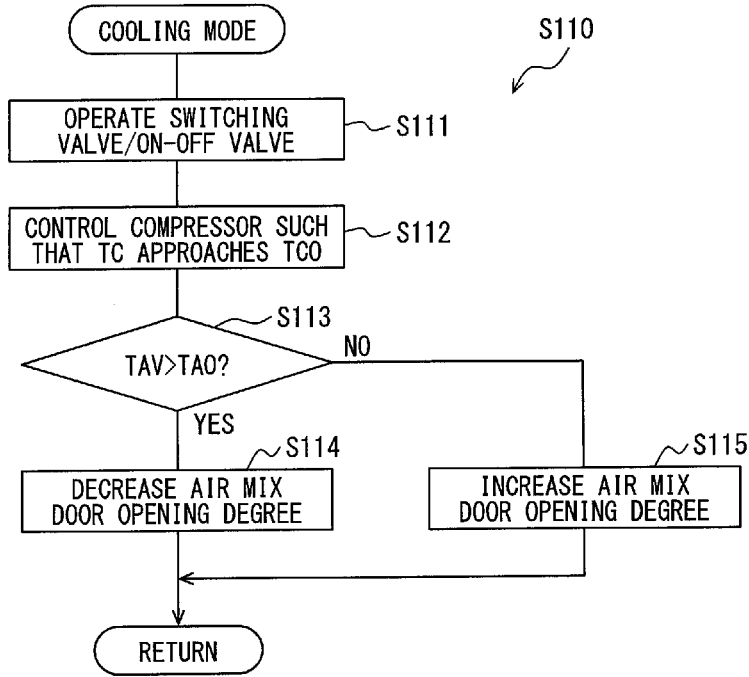 COOLING MODE
S110
OPERATE SWITCHING
VALVE/ON-OFF VALVE
S111
CONTROL COMPRESSOR SUCH
THAT TC APPROACHES TCO
S112
S113
TAV>TAO?
NO
YES
S114
DECREASE AIR MIX
DOOR OPENING DEGREE
S115
INCREASE AIR MIX
DOOR OPENING DEGREE
RETURN